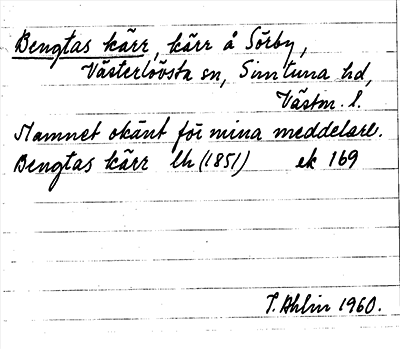 Bengtas kärr, kärr å Sörby,
Västerlövsta sn, Simtuna hd,
Västm. l.
Namnet okänt för mina meddelare.
Bengtas kärr lh (1851) ek 169
T. Ahlin 1960.